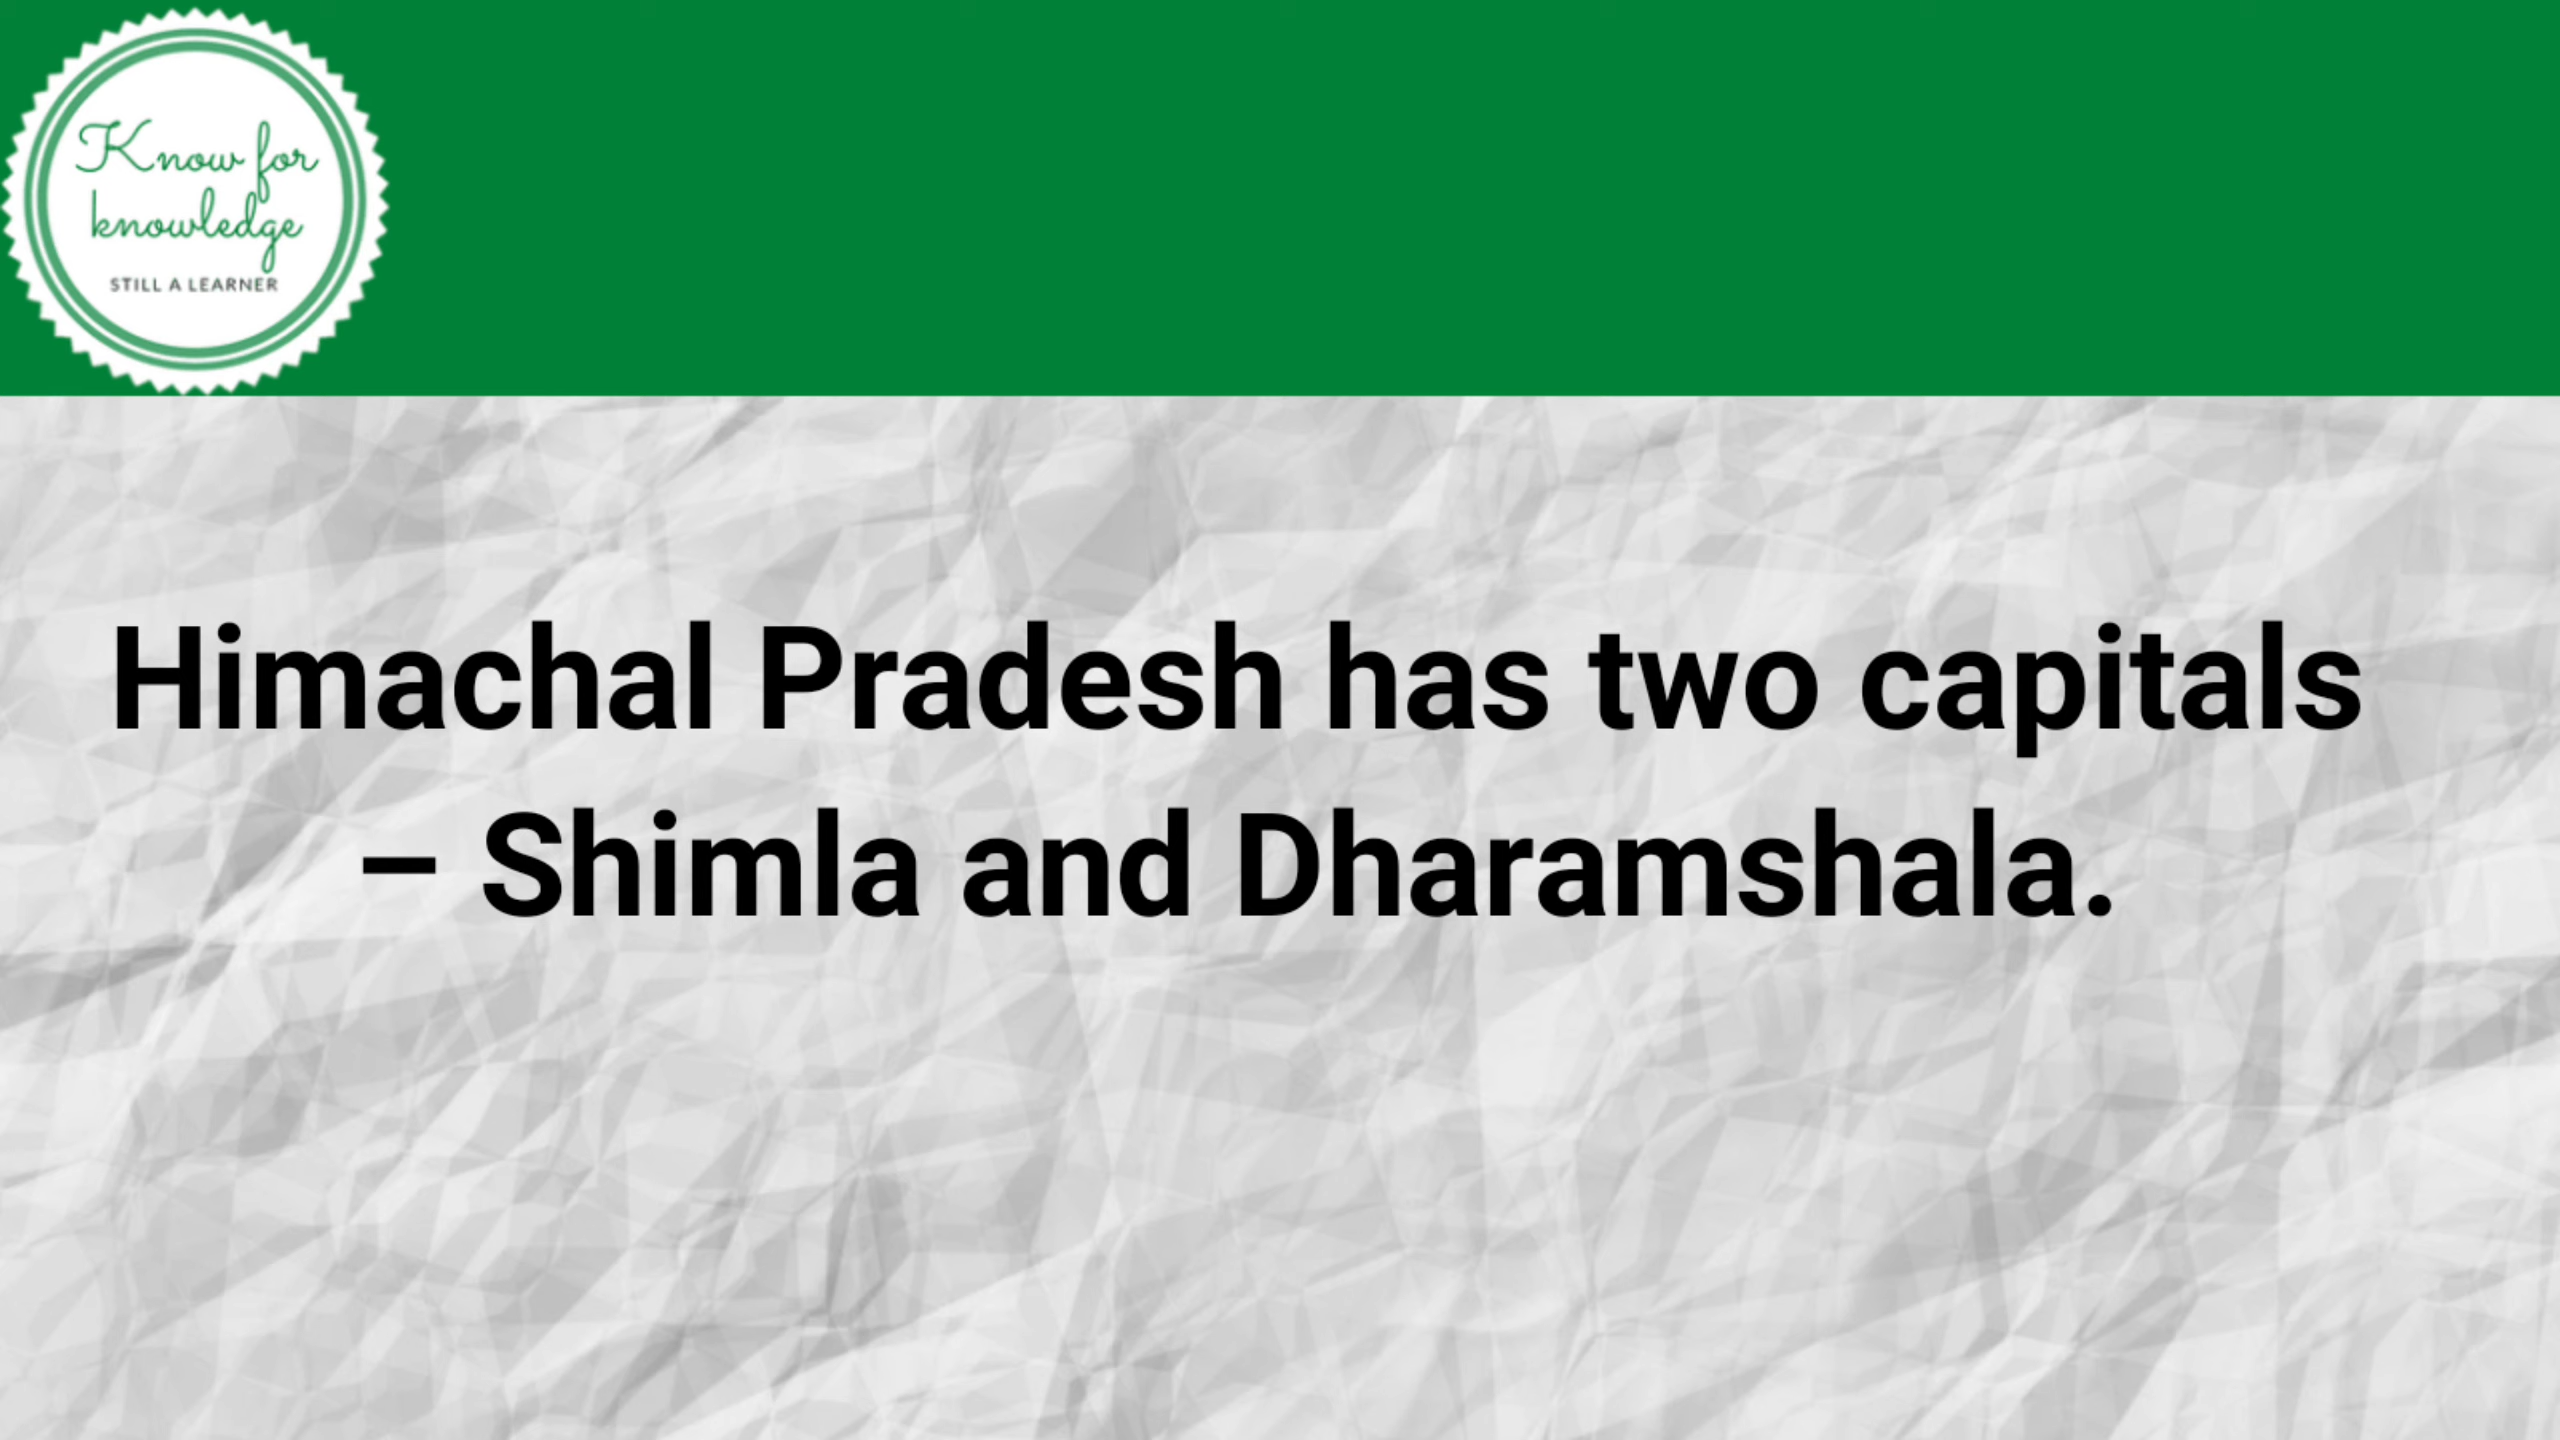 Know for
knowledge
STILL A LEARNER
Himachal Pradesh has two capitals
– Shimla and Dharamshala.